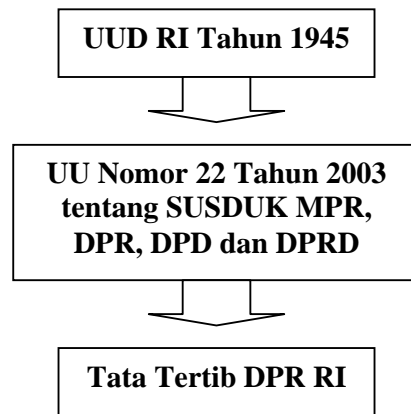 UUD RI Tahun 1945
UU Nomor 22 Tahun 2003
tentang SUSDUK MPR,
DPR, DPD dan DPRD
Tata Tertib DPR RI